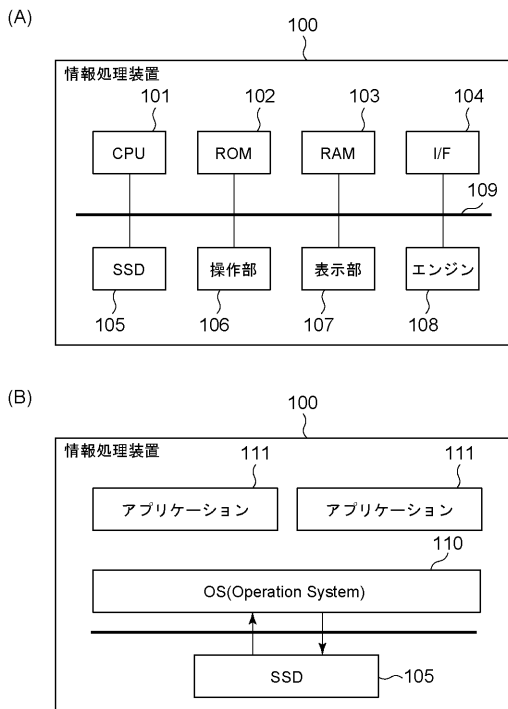 (A)
100
情報処理装置
101 102 103 104
CPU ROM RAM I/F
109
SSD 操作部 表示部 エンジン
105 106 107 108
(B)
100
情報処理装置
111 111
アプリケーション アプリケーション
110
OS(Operation System)
SSD
105